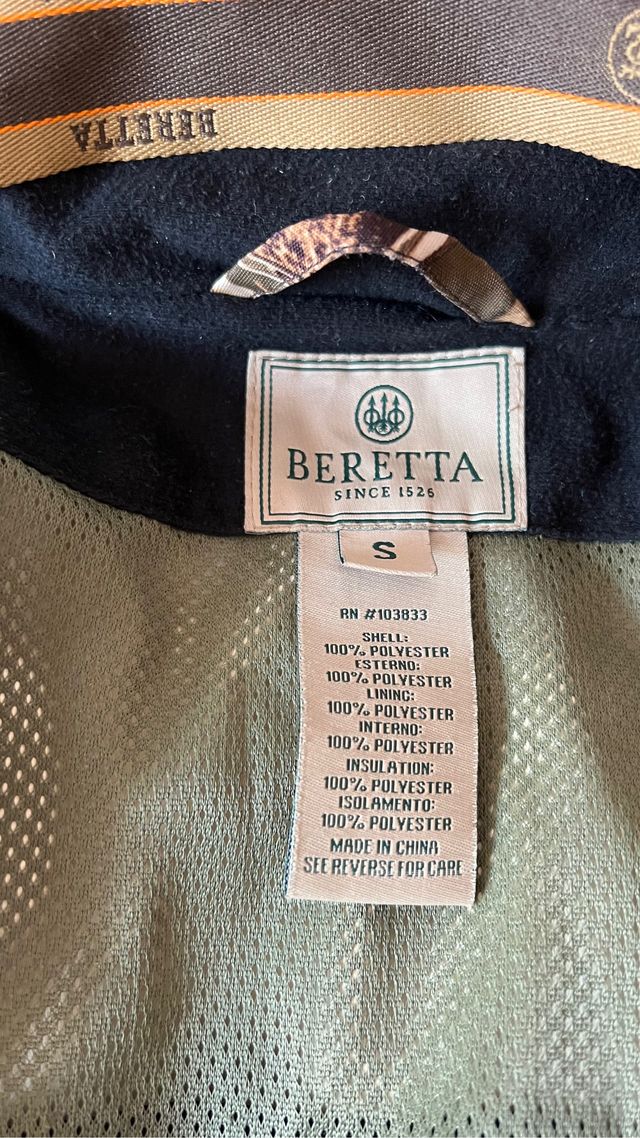 BERETTA
BERETTA
SINCE 1526
S
RN #103833
SHELL:
100% POLYESTER
ESTERNO:
100% POLYESTER
LINING:
100% POLYESTER
INTERNO:
100% POLYESTER
INSULATION:
100% POLYESTER
ISOLAMENTO:
100% POLYESTER
MADE IN CHINA
SEE REVERSE FOR CARE